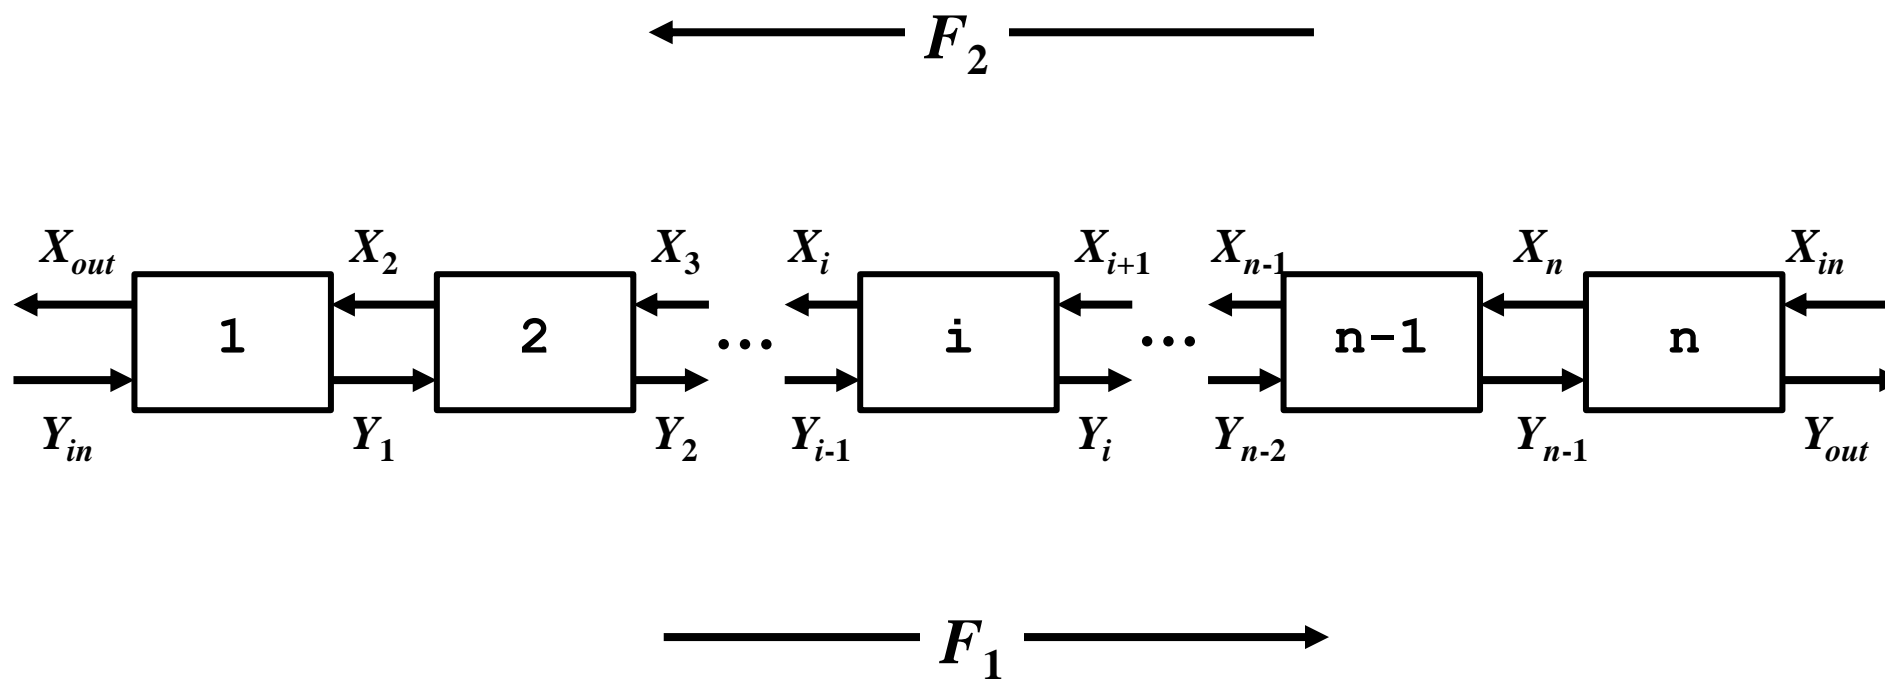 F2
Xout X2 X3 Xi Xi+1 Xn-1 Xn Xin
1 2 ... i ... n-1 n
Yin Y1 Y2 Yi-1 Yi Yn-2 Yn-1 Yout
F1